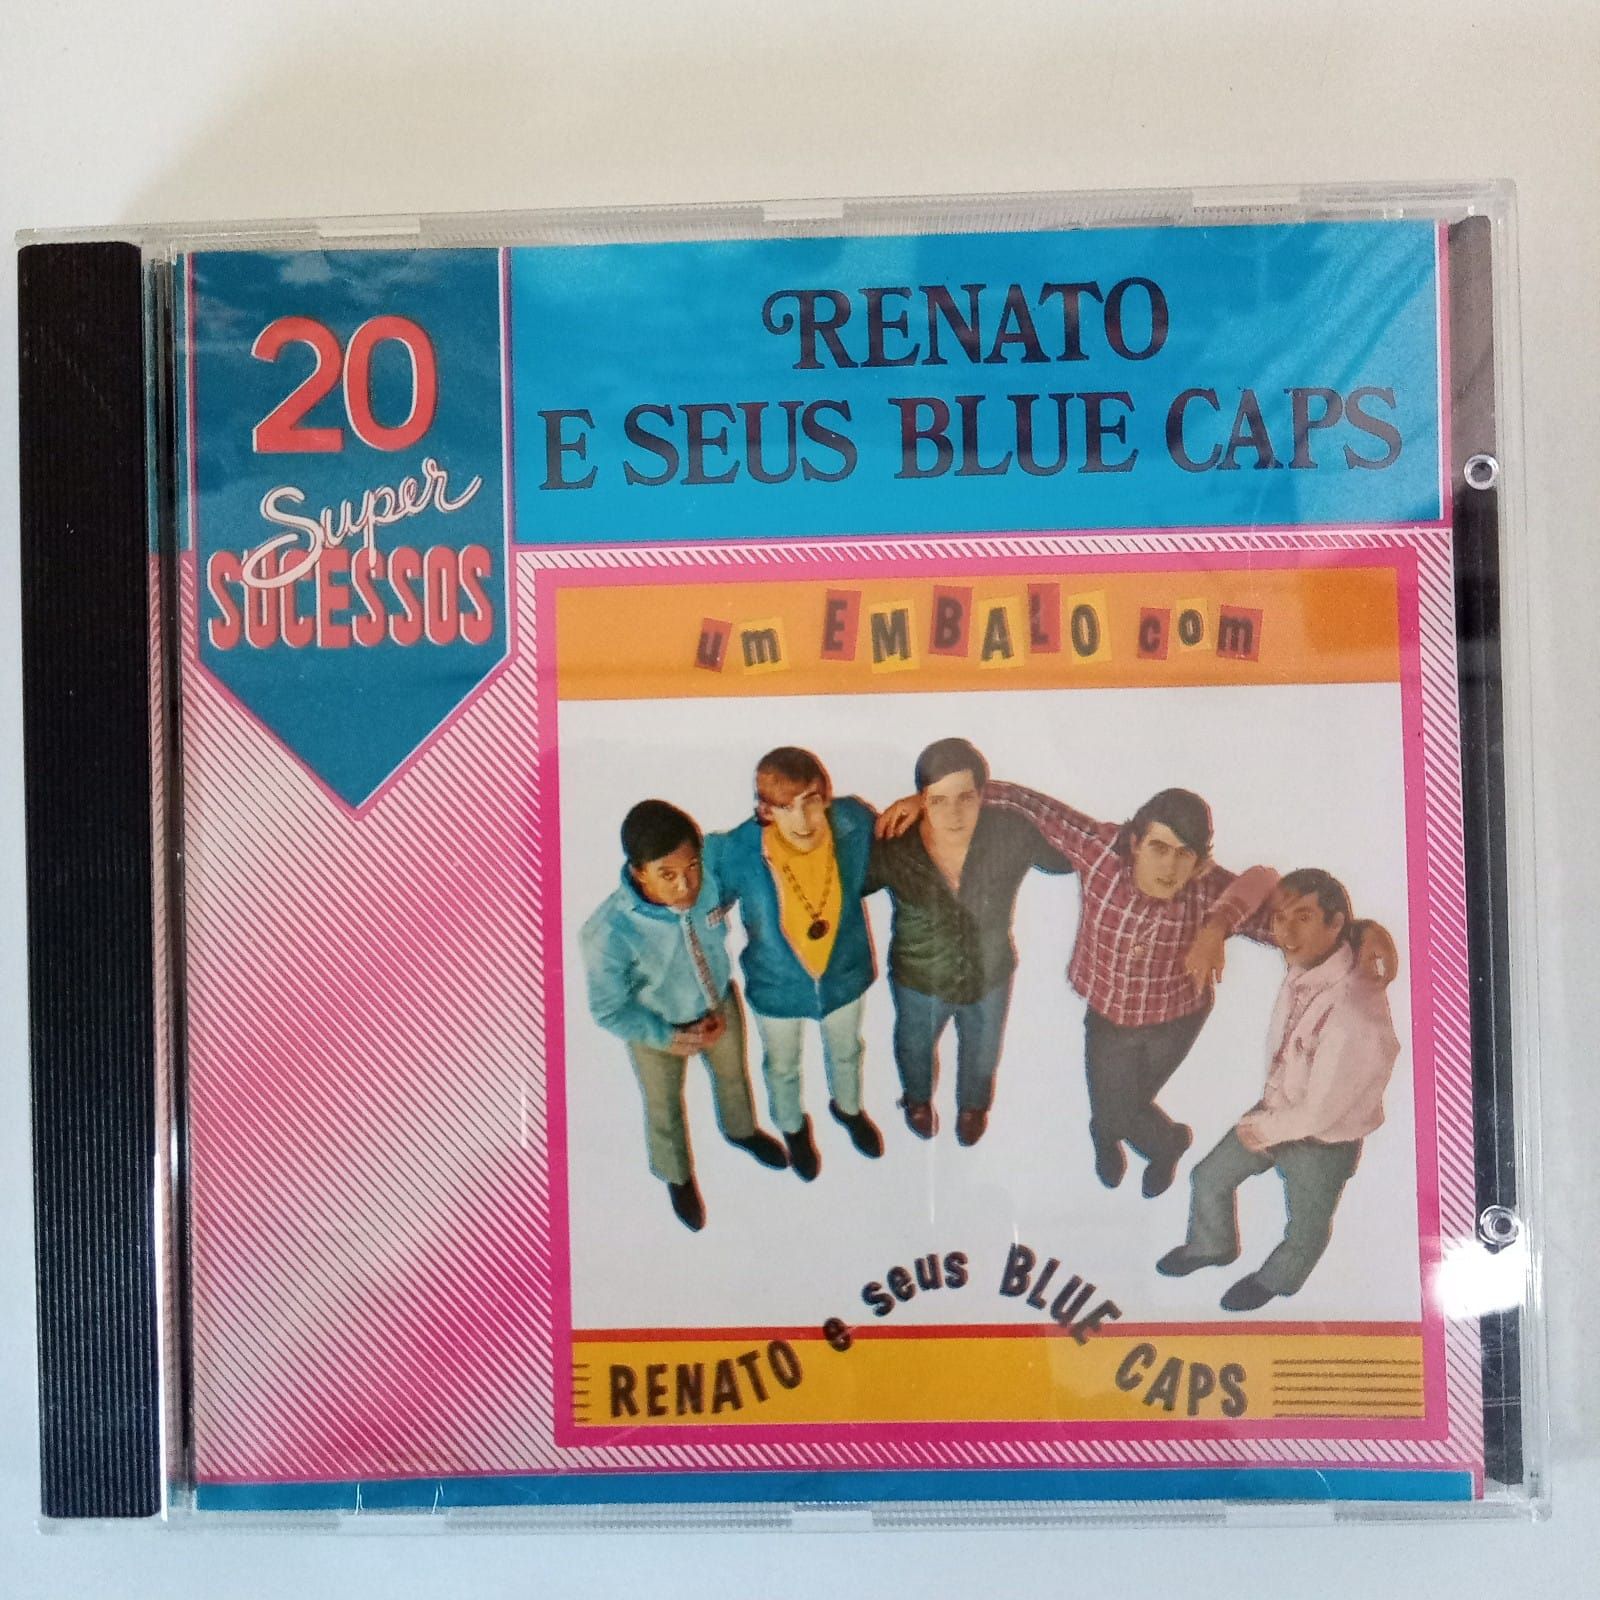 20
Super
SUCESSOS
RENATO
E SEUS BLUE CAPS
um EMBALO com
RENATO e seus BLUE CAPS